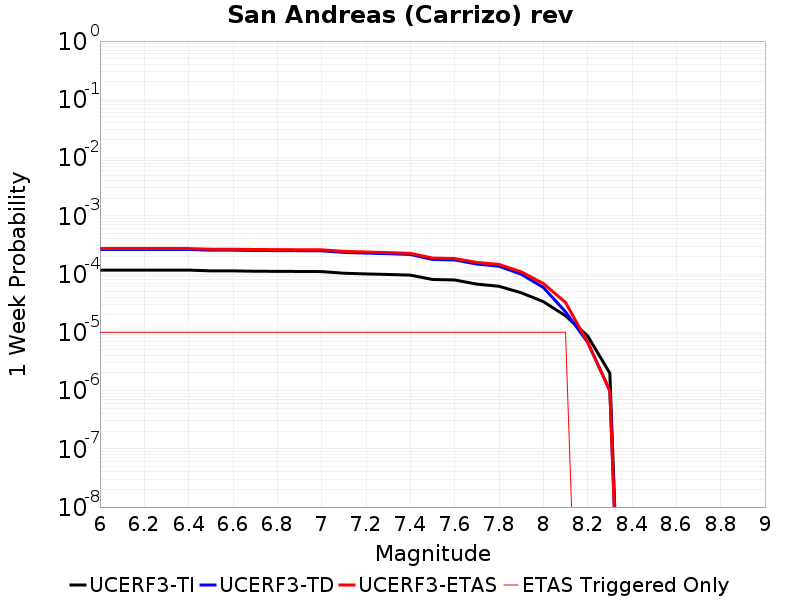 San Andreas (Carrizo) rev
1 Week Probability
10^0
10^-1
10^-2
10^-3
10^-4
10^-5
10^-6
10^-7
10^-8
6 6.2 6.4 6.6 6.8 7 7.2 7.4 7.6 7.8 8 8.2 8.4 8.6 8.8 9
Magnitude
UCERF3-TI UCERF3-TD UCERF3-ETAS ETAS Triggered Only